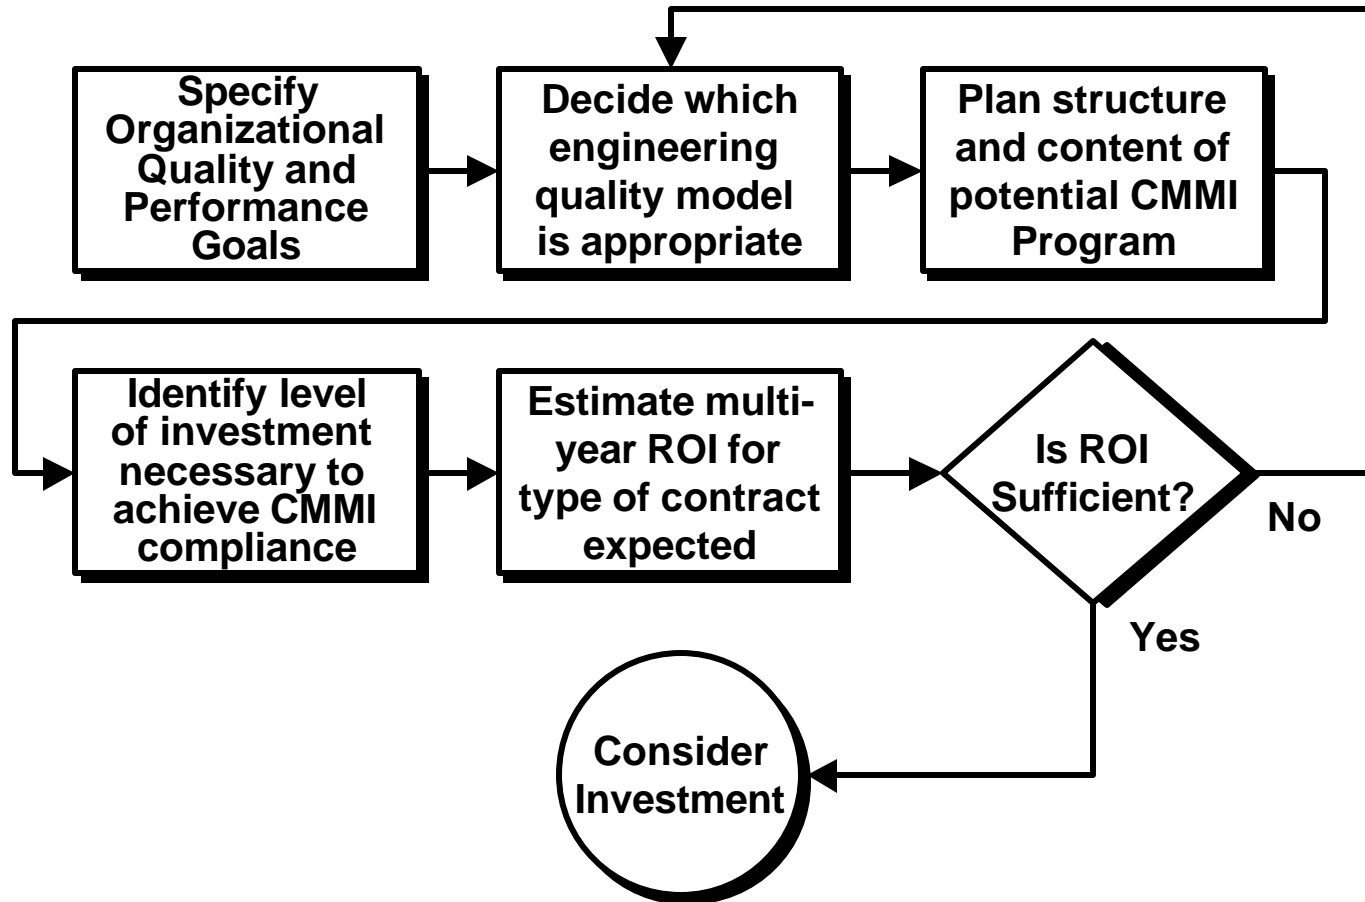 Specify
Organizational
Quality and
Performance
Goals
Decide which
engineering
quality model
is appropriate
Plan structure
and content of
potential CMMI
Program
Identify level
of investment
necessary to
achieve CMMI
compliance
Estimate multi-
year ROI for
type of contract
expected
Is ROI
Sufficient?
No
Yes
Consider
Investment